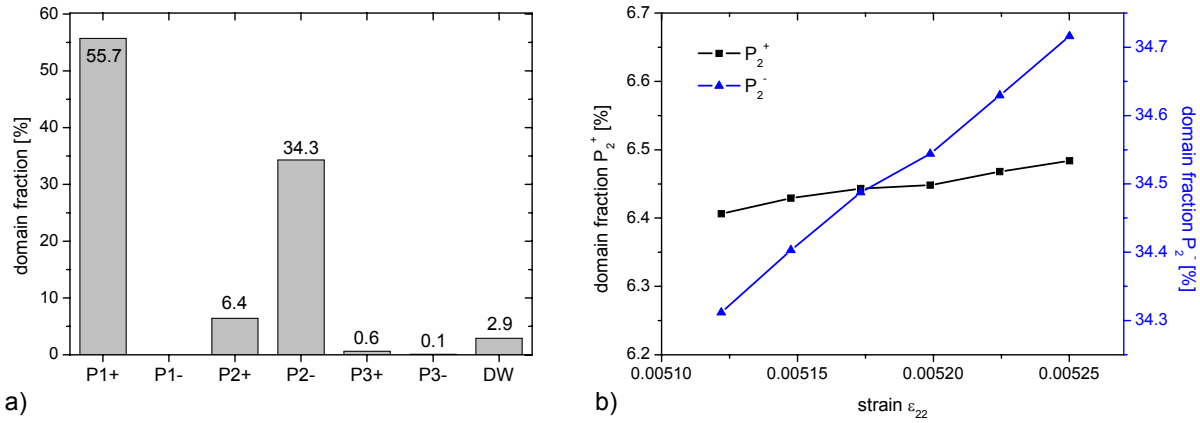 60
50
40
30
20
10
0
domain fraction [%]
55.7
6.4
34.3
0.6
0.1
2.9
P1+ P1- P2+ P2- P3+ P3- DW
a)
6.7
6.6
6.5
6.4
6.3
6.2
domain fraction P₂⁺ [%]
P₂⁺
P₂⁻
34.7
34.6
34.5
34.4
34.3
domain fraction P₂⁻ [%]
0.00510 0.00515 0.00520 0.00525
strain ε₂₂
b)